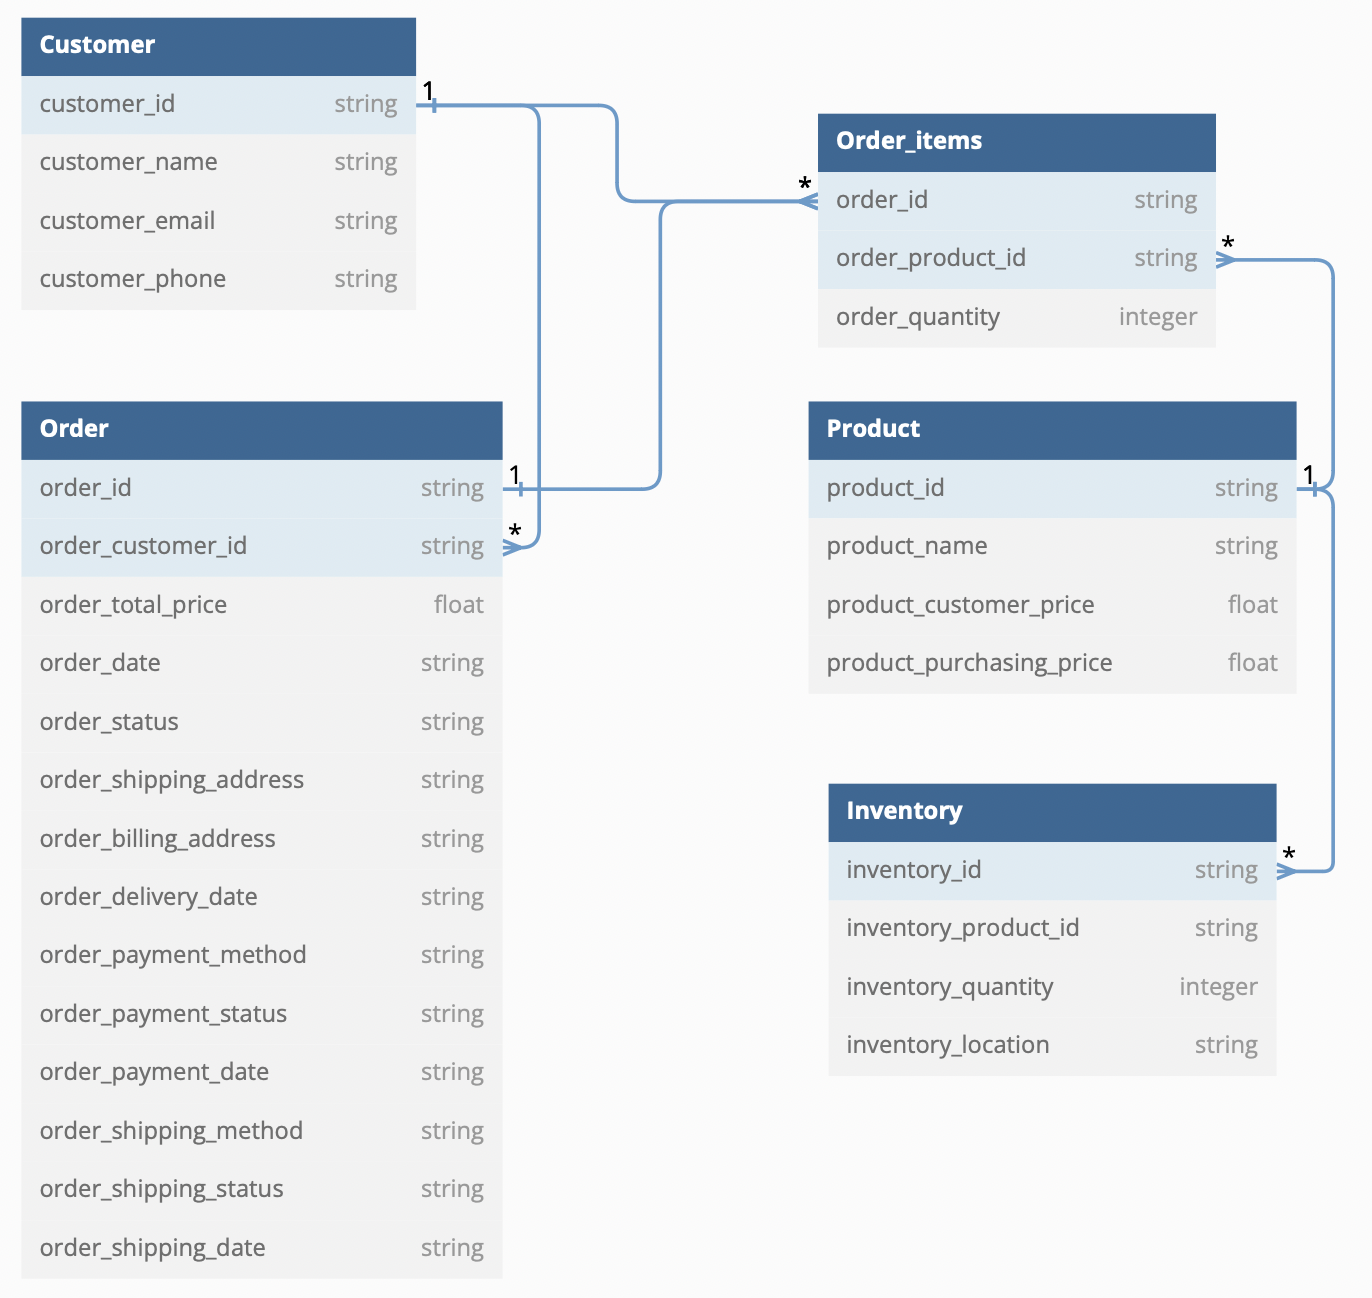 Customer
customer_id string
customer_name string
customer_email string
customer_phone string
1
Order
order_id string
order_customer_id string
order_total_price float
order_date string
order_status string
order_shipping_address string
order_billing_address string
order_delivery_date string
order_payment_method string
order_payment_status string
order_payment_date string
order_shipping_method string
order_shipping_status string
order_shipping_date string
1
*
Order_items
order_id string
order_product_id string
order_quantity integer
*
*
Product
product_id string
product_name string
product_customer_price float
product_purchasing_price float
1
Inventory
inventory_id string
inventory_product_id string
inventory_quantity integer
inventory_location string
*